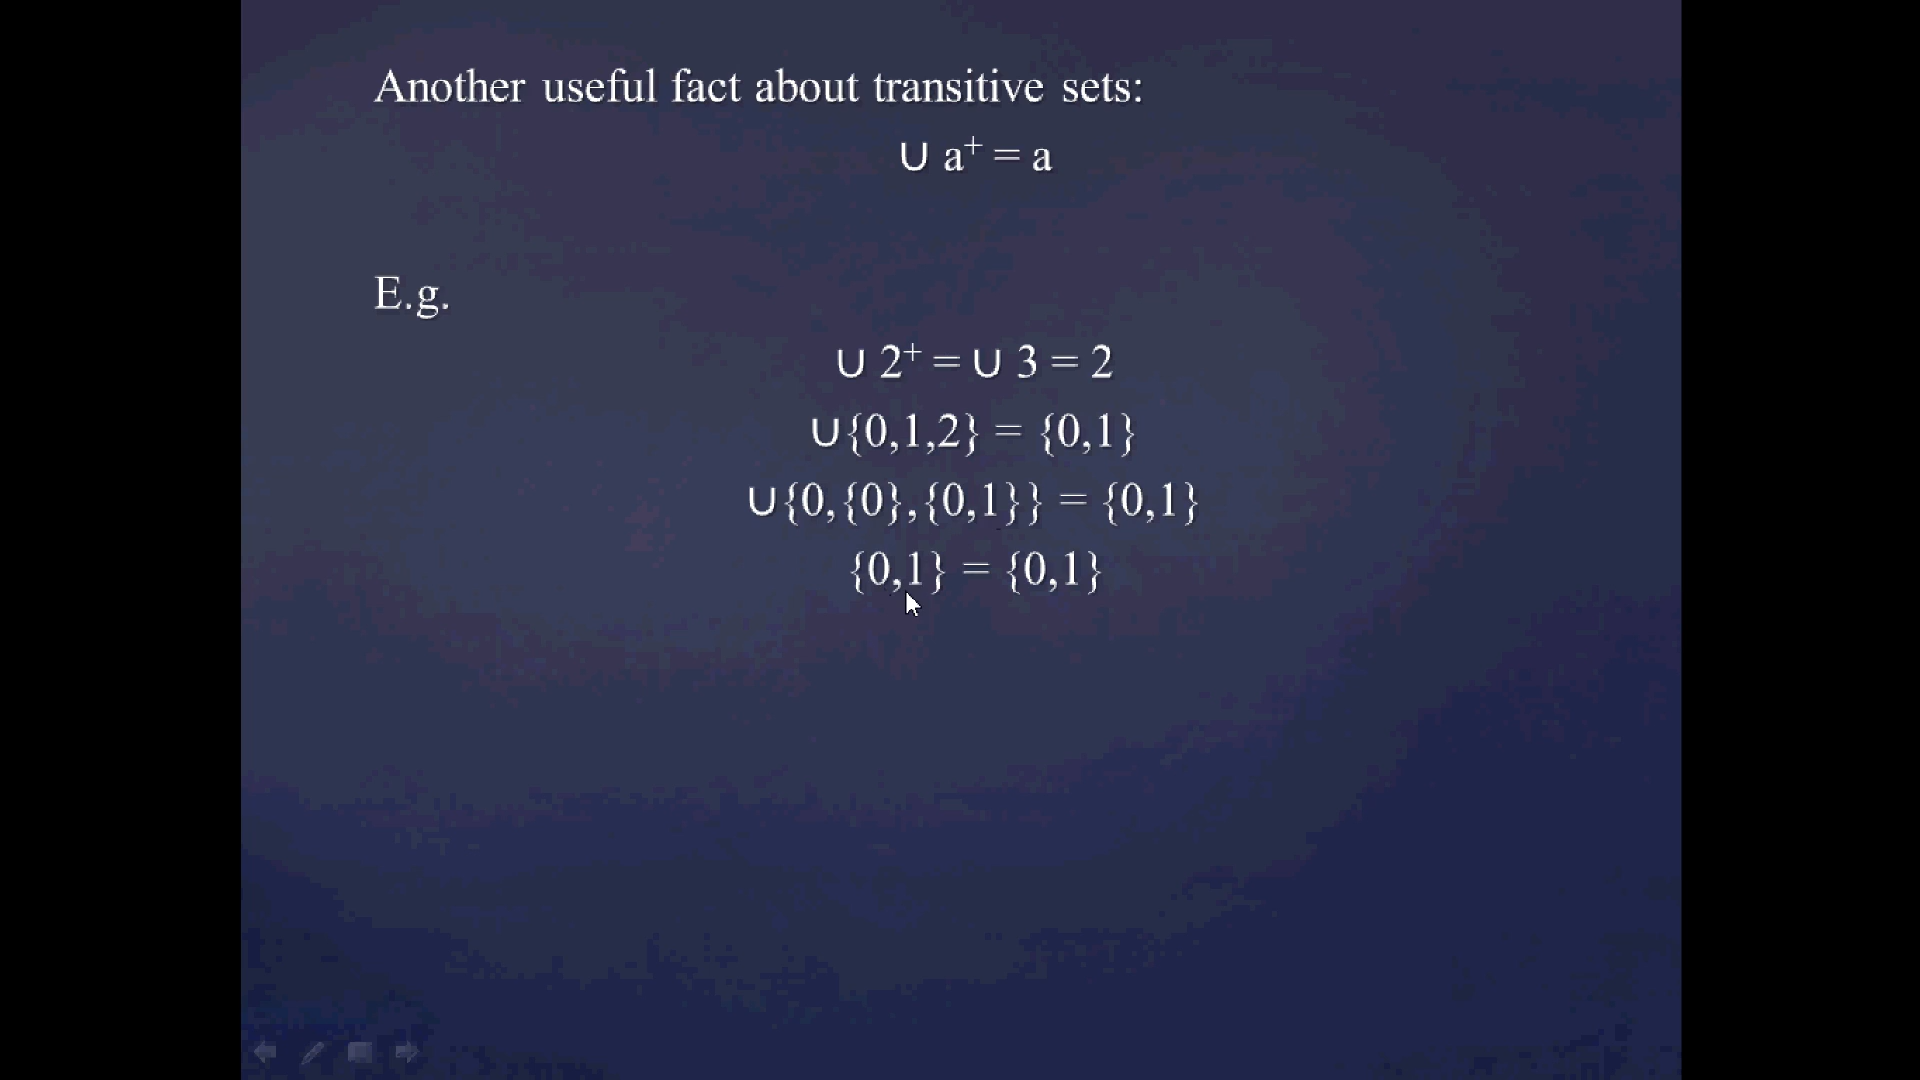 Another useful fact about transitive sets:
∪ a⁺ = a
E.g.
∪ 2⁺ = ∪ 3 = 2
∪{0,1,2} = {0,1}
∪{0,{0},{0,1}} = {0,1}
{0,1} = {0,1}